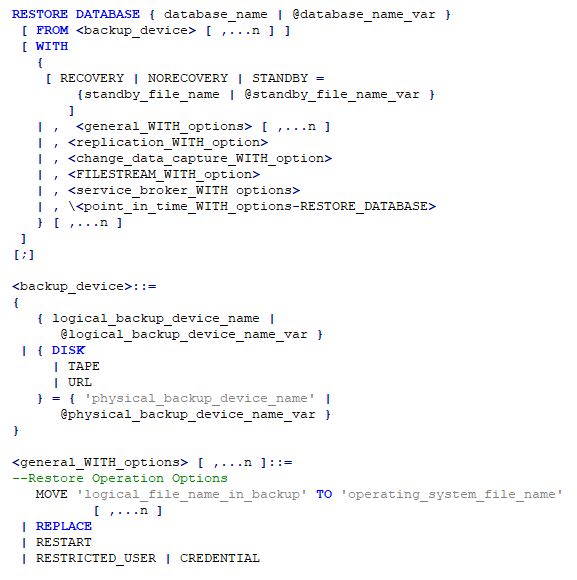 RESTORE DATABASE { database_name | @database_name_var }
 [ FROM <backup_device> [ ,...n ] ]
 [ WITH
   {
    [ RECOVERY | NORECOVERY | STANDBY =
        {standby_file_name | @standby_file_name_var }
       ]
   | ,  <general_WITH_options> [ ,...n ]
   | , <replication_WITH_option>
   | , <change_data_capture_WITH_option>
   | , <FILESTREAM_WITH_option>
   | , <service_broker_WITH options>
   | , \<point_in_time_WITH_options-RESTORE_DATABASE>
   } [ ,...n ]
 ]
[;]

<backup_device>::=
{
   { logical_backup_device_name |
      @logical_backup_device_name_var }
 | { DISK
     | TAPE
     | URL
   } = { 'physical_backup_device_name' |
      @physical_backup_device_name_var }
}

<general_WITH_options> [ ,...n ]::=
--Restore Operation Options
   MOVE 'logical_file_name_in_backup' TO 'operating_system_file_name'
          [ ,...n ]
 | REPLACE
 | RESTART
 | RESTRICTED_USER | CREDENTIAL